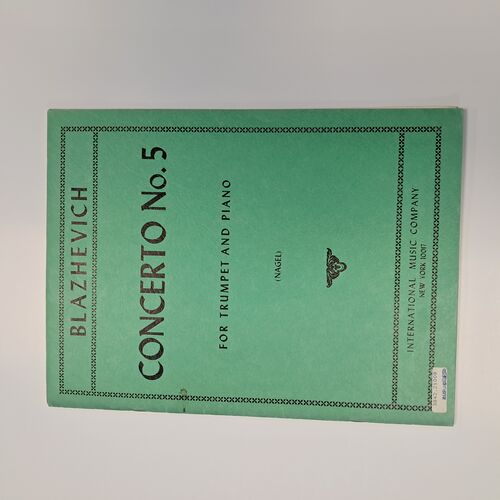 BLAZHEVICH
CONCERTO No. 5
FOR TRUMPET AND PIANO
(NAGEL)
INTERNATIONAL MUSIC COMPANY
NEW YORK 10017